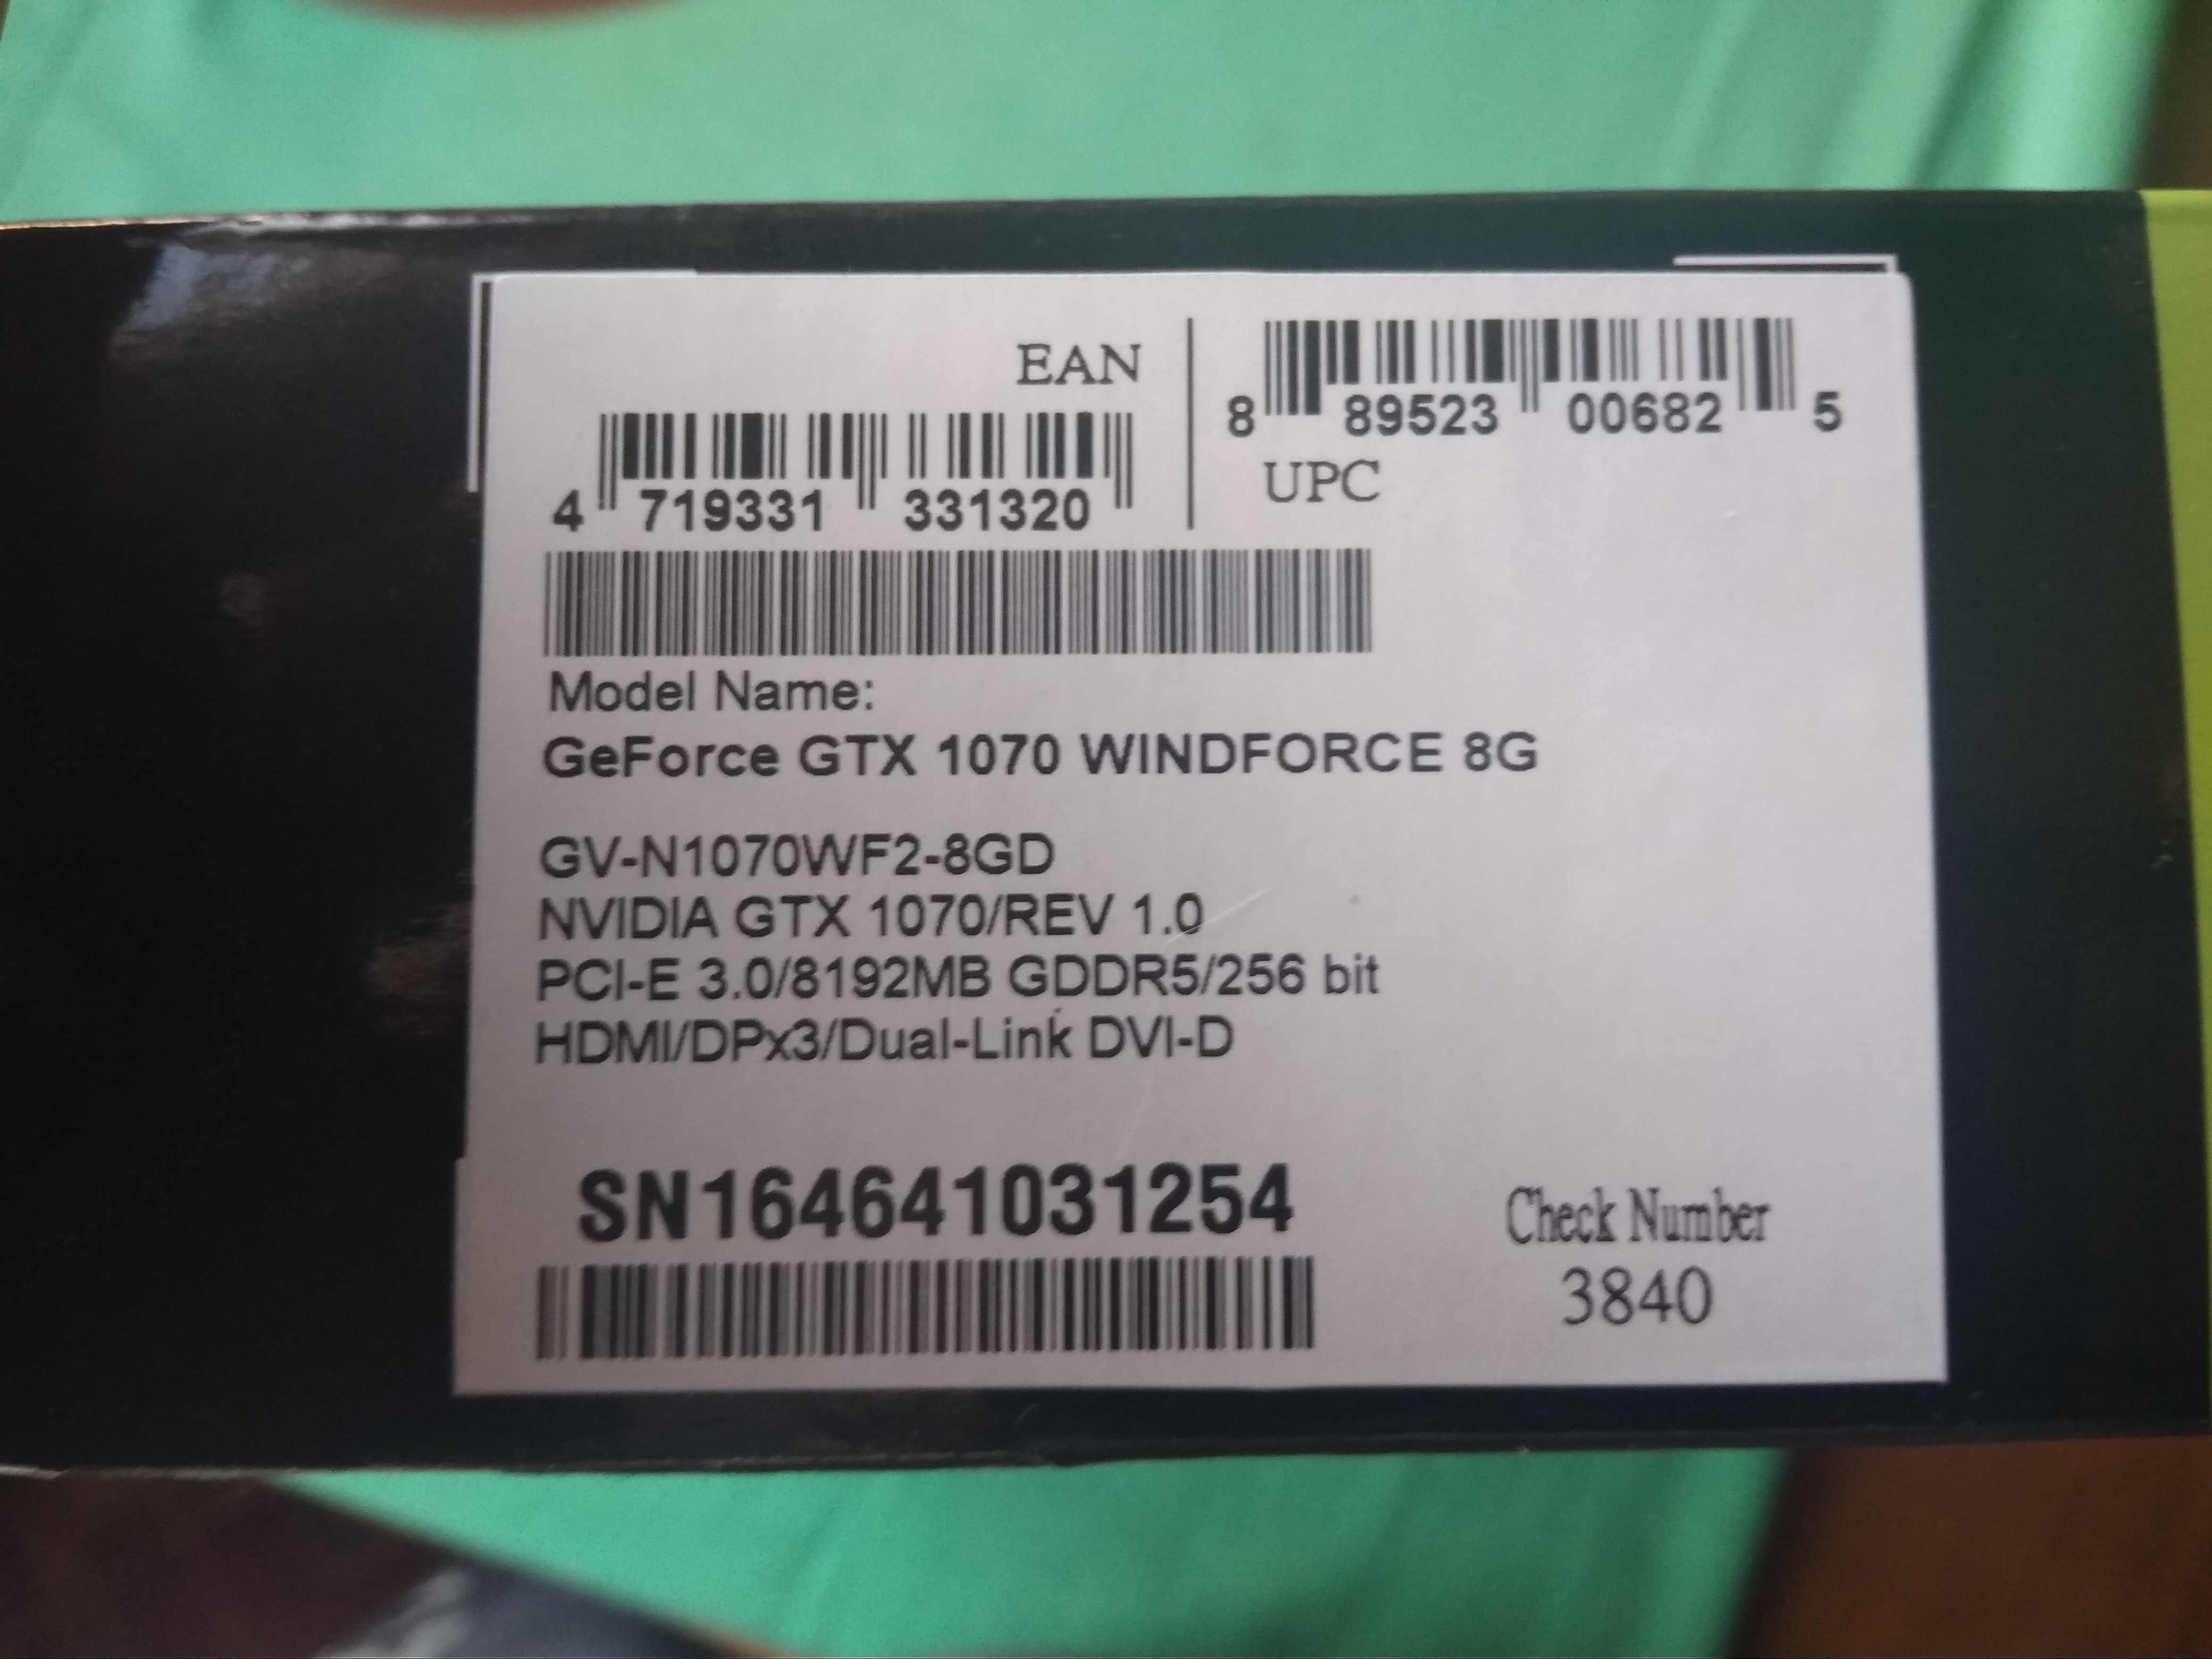 EAN
4 719331 331320
8 89523 00682 5
UPC
Model Name:
GeForce GTX 1070 WINDFORCE 8G
GV-N1070WF2-8GD
NVIDIA GTX 1070/REV 1.0
PCI-E 3.0/8192MB GDDR5/256 bit
HDMI/DPx3/Dual-Link DVI-D
SN164641031254
Check Number
3840